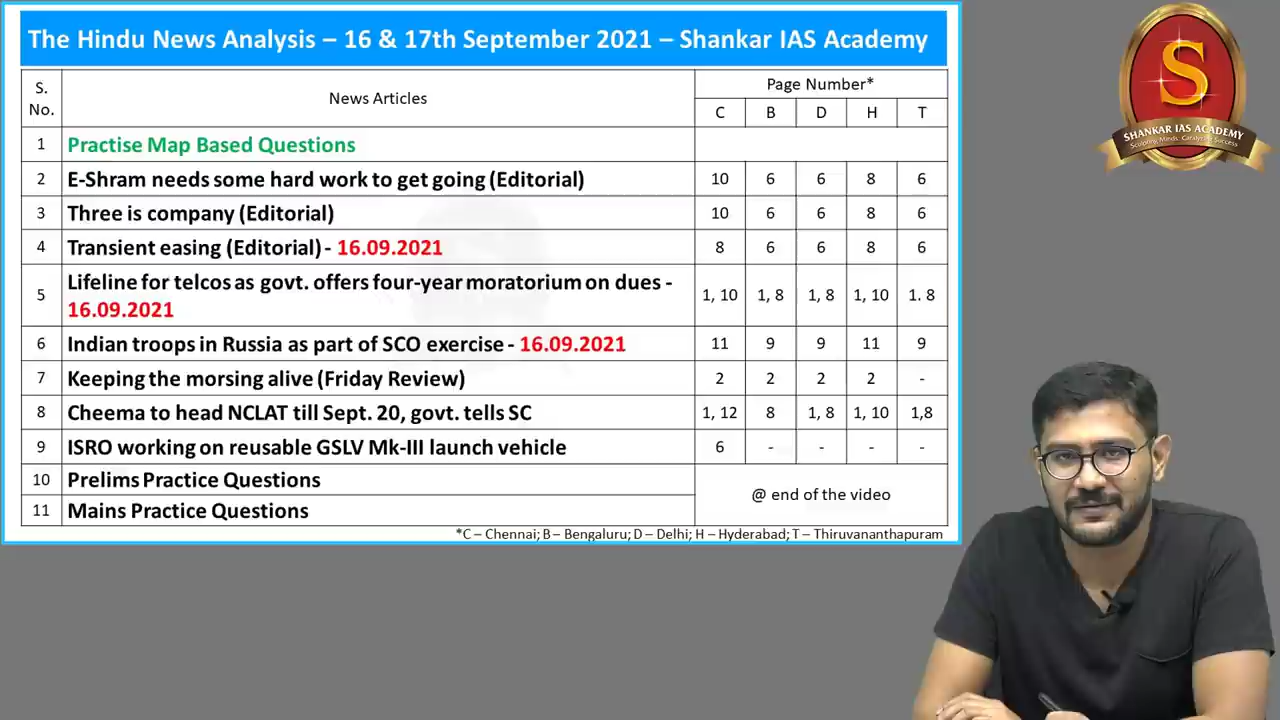 The Hindu News Analysis – 16 & 17th September 2021 – Shankar IAS Academy
S. No. News Articles Page Number*
C B D H T
1 Practise Map Based Questions
2 E-Shram needs some hard work to get going (Editorial) 10 6 6 8 6
3 Three is company (Editorial) 10 6 6 8 6
4 Transient easing (Editorial) - 16.09.2021 8 6 6 8 6
5 Lifeline for telcos as govt. offers four-year moratorium on dues -
16.09.2021 1, 10 1, 8 1, 8 1, 10 1. 8
6 Indian troops in Russia as part of SCO exercise - 16.09.2021 11 9 9 11 9
7 Keeping the morsing alive (Friday Review) 2 2 2 2 -
8 Cheema to head NCLAT till Sept. 20, govt. tells SC 1, 12 8 1, 8 1, 10 1,8
9 ISRO working on reusable GSLV Mk-III launch vehicle 6 - - - -
10 Prelims Practice Questions
@ end of the video
11 Mains Practice Questions
*C – Chennai; B – Bengaluru; D – Delhi; H – Hyderabad; T – Thiruvananthapuram
S
SHANKAR IAS ACADEMY
Sculpting Minds. Catalysing Success